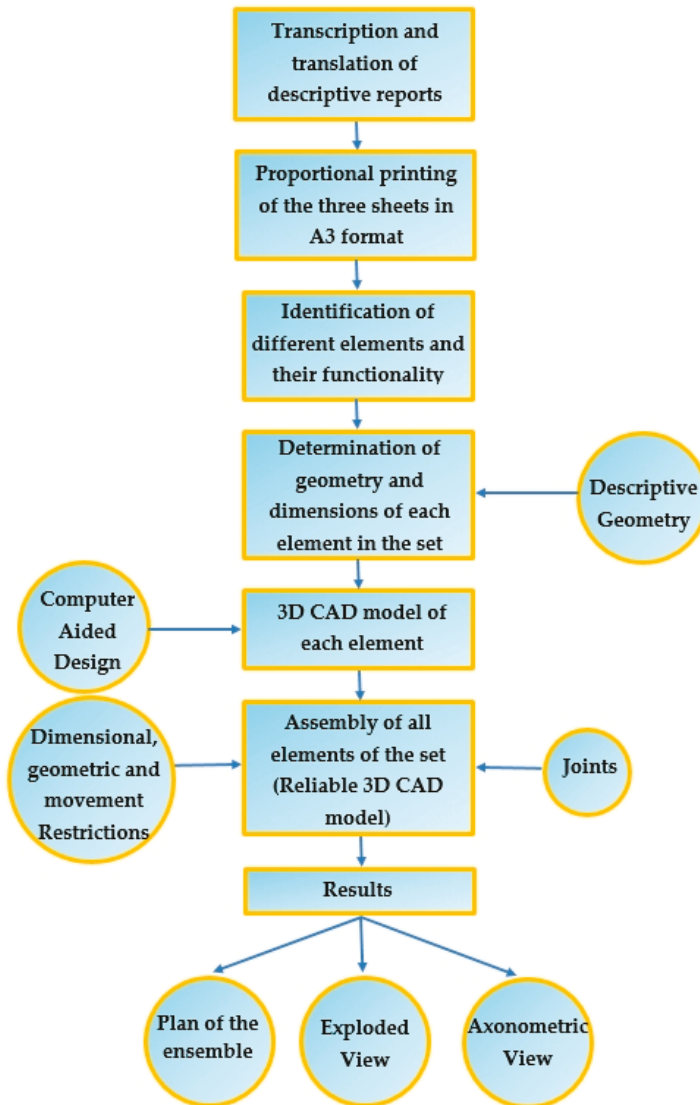 Transcription and
translation of
descriptive reports
Proportional printing
of the three sheets in
A3 format
Identification of
different elements and
their functionality
Determination of
geometry and
dimensions of each
element in the set
Descriptive
Geometry
Computer
Aided
Design
3D CAD model of
each element
Dimensional,
geometric and
movement
Restrictions
Assembly of all
elements of the set
(Reliable 3D CAD
model)
Joints
Results
Plan of the
ensemble
Exploded
View
Axonometric
View